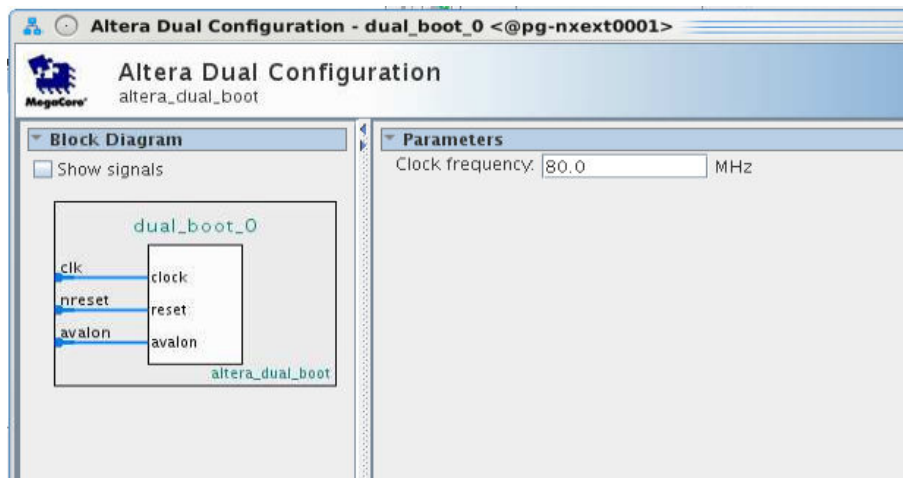 Altera Dual Configuration - dual_boot_0 <@pg-nxext0001>
MegaCore®
Altera Dual Configuration
altera_dual_boot
Block Diagram
Show signals
dual_boot_0
clk
clock
nreset
reset
avalon
avalon
altera_dual_boot
Parameters
Clock frequency: 80.0 MHz